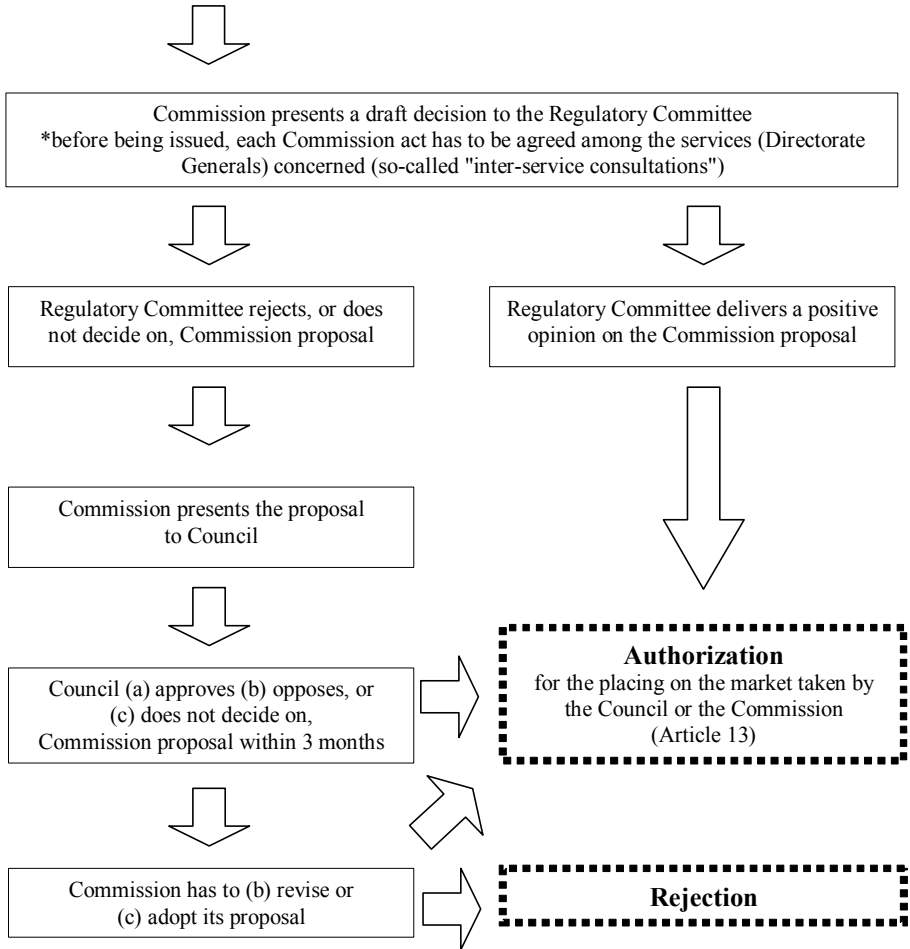 Commission presents a draft decision to the Regulatory Committee
*before being issued, each Commission act has to be agreed among the services (Directorate
Generals) concerned (so-called "inter-service consultations")
Regulatory Committee rejects, or does
not decide on, Commission proposal
Regulatory Committee delivers a positive
opinion on the Commission proposal
Commission presents the proposal
to Council
Council (a) approves (b) opposes, or
(c) does not decide on,
Commission proposal within 3 months
Authorization
for the placing on the market taken by
the Council or the Commission
(Article 13)
Commission has to (b) revise or
(c) adopt its proposal
Rejection